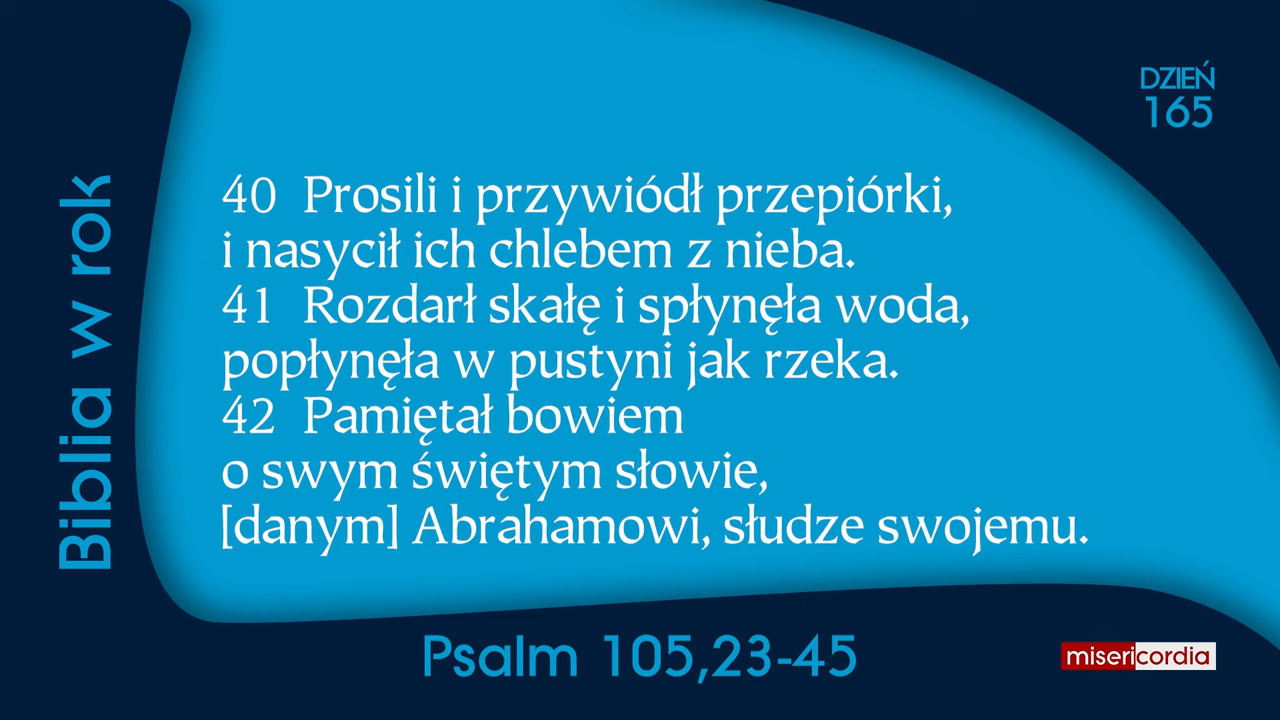 DZIEŃ
165
Biblia w rok
40 Prosili i przywiódł przepiórki,
i nasycił ich chlebem z nieba.
41 Rozdarł skałę i spłynęła woda,
popłynęła w pustyni jak rzeka.
42 Pamiętał bowiem
o swym świętym słowie,
[danym] Abrahamowi, słudze swojemu.
Psalm 105,23-45
misericordia